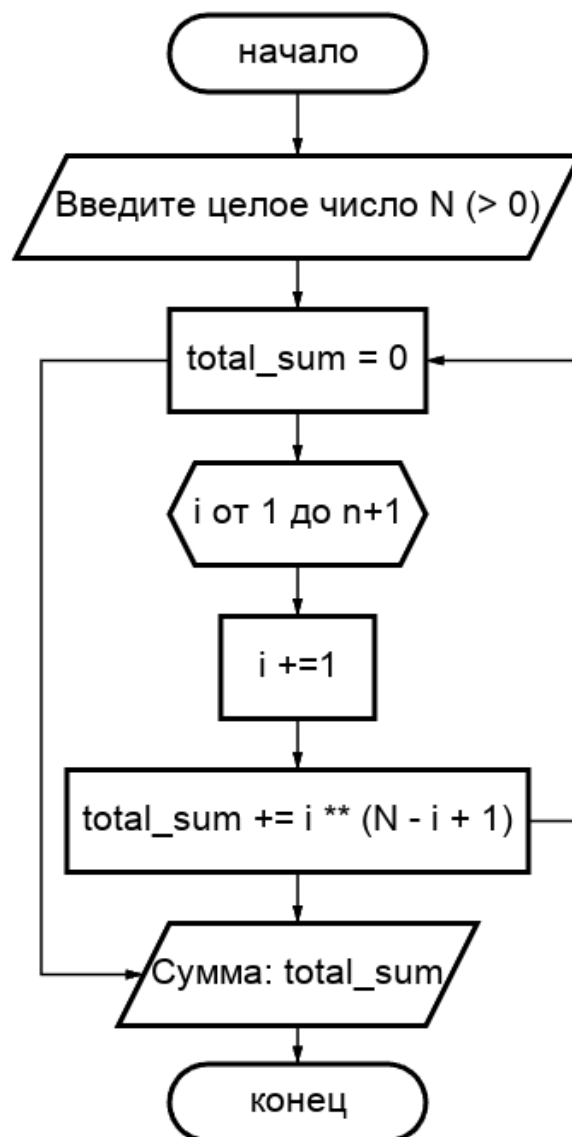 начало
Введите целое число N (> 0)
total_sum = 0
i от 1 до n+1
i +=1
total_sum += i ** (N - i + 1)
Сумма: total_sum
конец